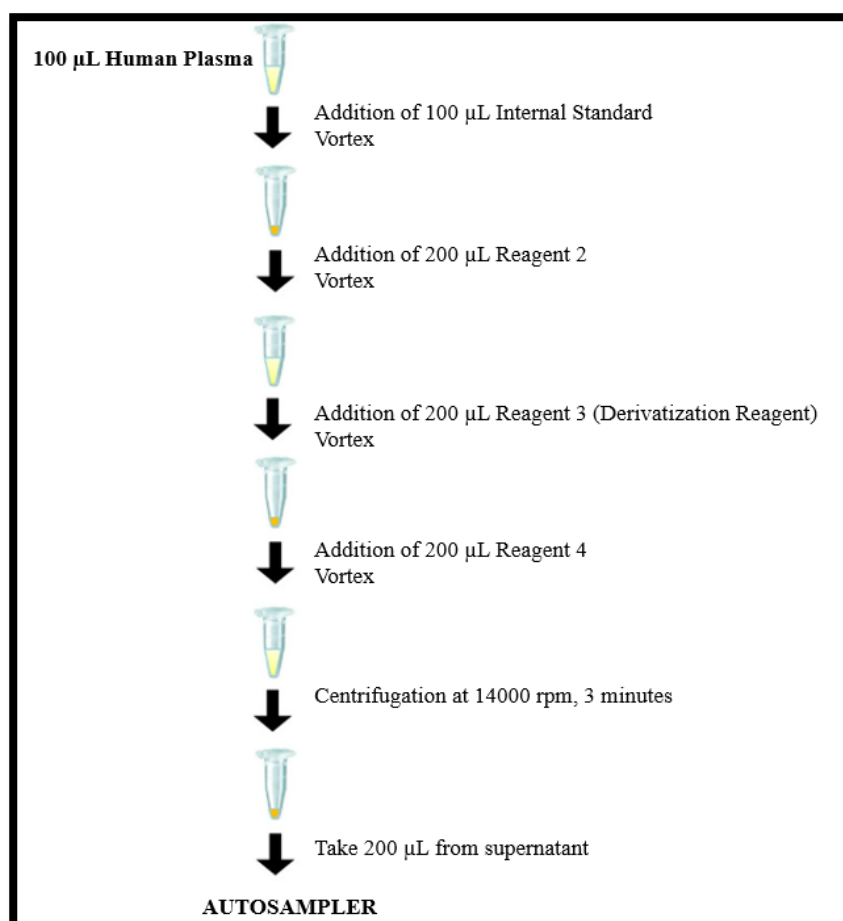 100 µL Human Plasma
Addition of 100 µL Internal Standard
Vortex
Addition of 200 µL Reagent 2
Vortex
Addition of 200 µL Reagent 3 (Derivatization Reagent)
Vortex
Addition of 200 µL Reagent 4
Vortex
Centrifugation at 14000 rpm, 3 minutes
Take 200 µL from supernatant
AUTOSAMPLER